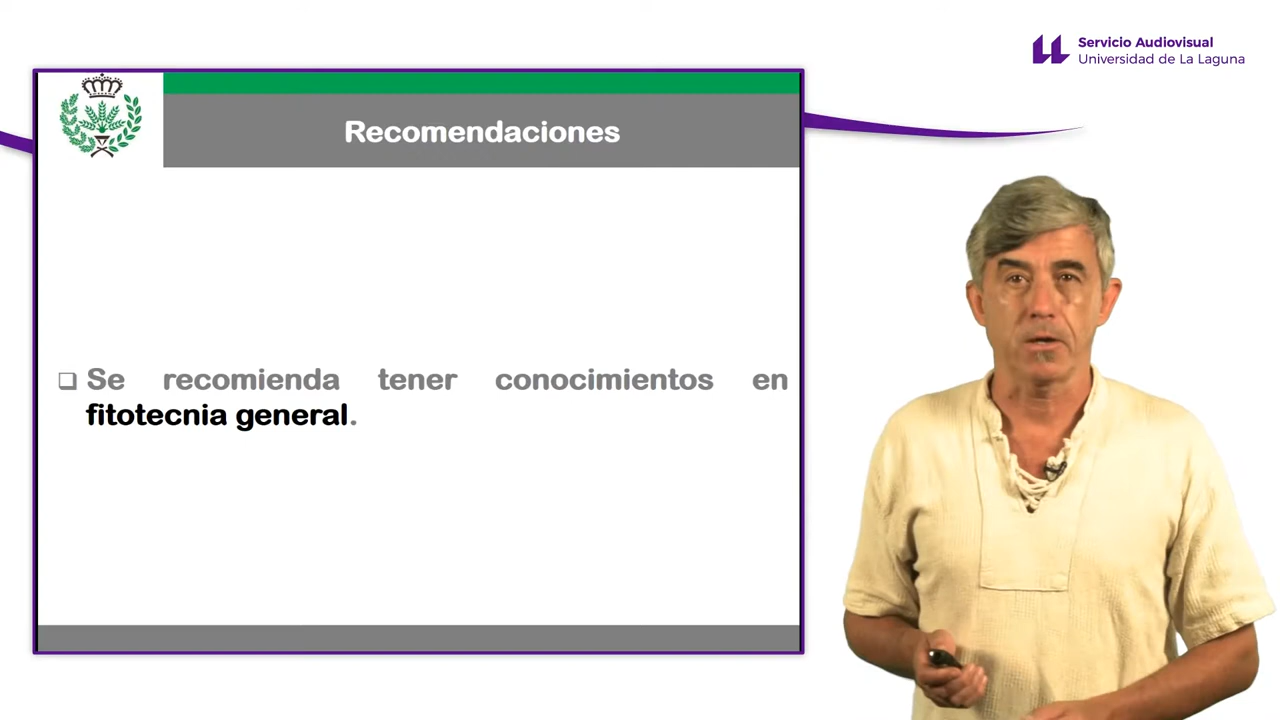 Servicio Audiovisual
Universidad de La Laguna
Recomendaciones
❑ Se recomienda tener conocimientos en
fitotecnia general.